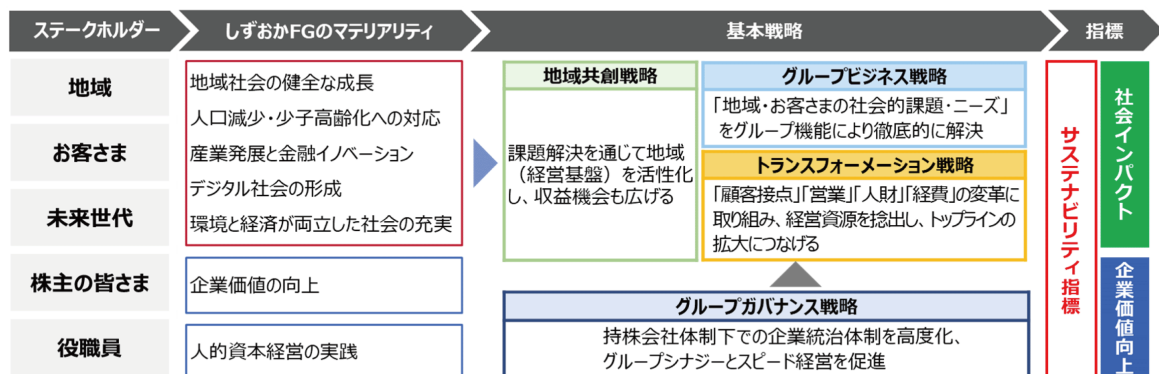 ステークホルダー
しずおかFGのマテリアリティ
基本戦略
指標
地域
お客さま
未来世代
株主の皆さま
役職員
地域社会の健全な成長
人口減少・少子高齢化への対応
産業発展と金融イノベーション
デジタル社会の形成
環境と経済が両立した社会の充実
企業価値の向上
人的資本経営の実践
地域共創戦略
課題解決を通じて地域
（経営基盤）を活性化
し、収益機会も広げる
グループビジネス戦略
「地域・お客さまの社会的課題・ニーズ」
をグループ機能により徹底的に解決
トランスフォーメーション戦略
「顧客接点」「営業」「人財」「経費」の変革に
取り組み、経営資源を捻出し、トップラインの
拡大につなげる
グループガバナンス戦略
持株会社体制下での企業統治体制を高度化、
グループシナジーとスピード経営を促進
サステナビリティ指標
社会インパクト
企業価値向上